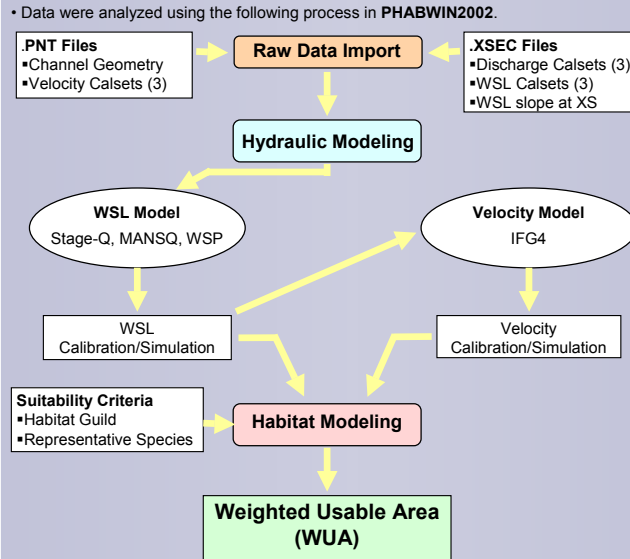 • Data were analyzed using the following process in PHABWIN2002.
.PNT Files
▪Channel Geometry
▪Velocity Calsets (3)
Raw Data Import
.XSEC Files
▪Discharge Calsets (3)
▪WSL Calsets (3)
▪WSL slope at XS
Hydraulic Modeling
WSL Model
Stage-Q, MANSQ, WSP
Velocity Model
IFG4
WSL
Calibration/Simulation
Velocity
Calibration/Simulation
Suitability Criteria
▪Habitat Guild
▪Representative Species
Habitat Modeling
Weighted Usable Area
(WUA)